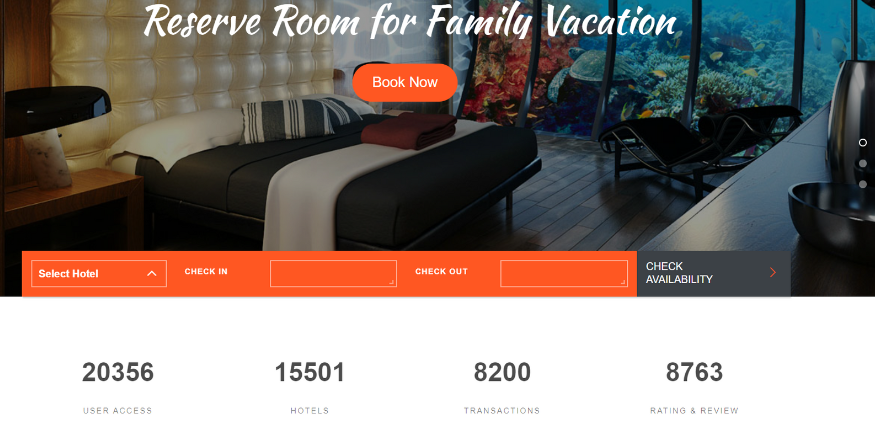 Reserve Room for Family Vacation
Book Now
Select Hotel
CHECK IN
CHECK OUT
CHECK
AVAILABILITY
20356
15501
8200
8763
USER ACCESS
HOTELS
TRANSACTIONS
RATING & REVIEW